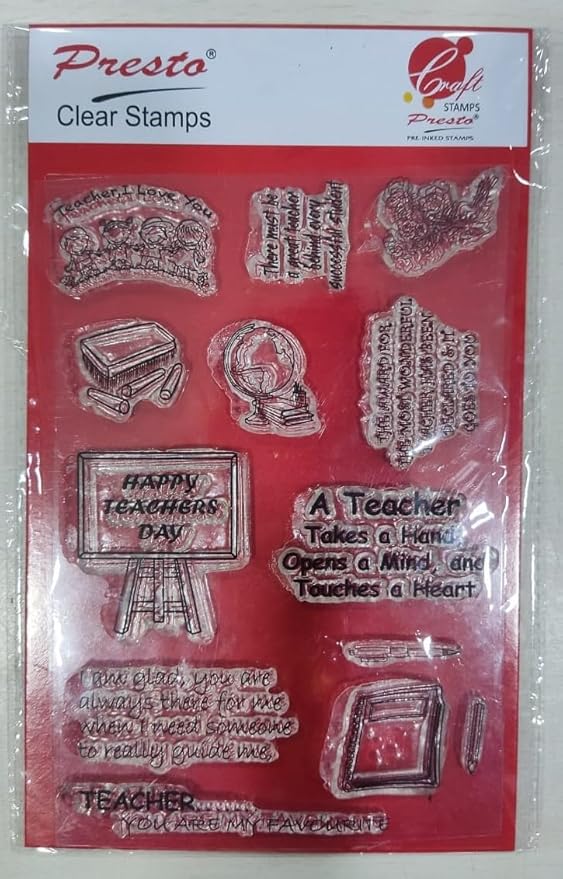 Presto®
Clear Stamps
Craft
STAMPS
Presto®
PRE-INKED STAMPS
Teacher, I Love You
There must be
a great teacher
behind every
successful student
THE AWARD FOR
THE MOST WONDERFUL
TEACHER HAS BEEN
DECLARED & IT
GOES TO YOU
HAPPY
TEACHERS
DAY
A Teacher
Takes a Hand,
Opens a Mind, and
Touches a Heart.
I am glad, you are
always there for me
when I need someone
to really guide me,
TEACHER..........
YOU ARE MY FAVOURITE